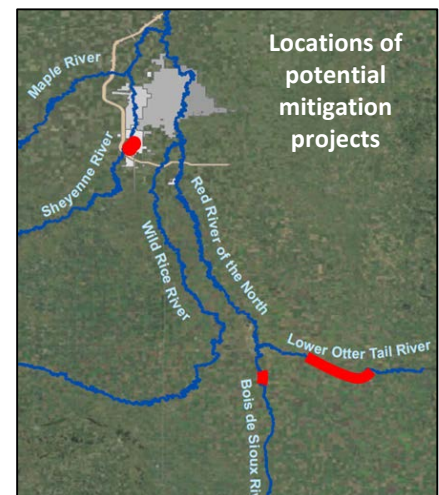 Locations of
potential
mitigation
projects
Maple River
Sheyenne River
Wild Rice River
Red River of the North
Lower Otter Tail River
Bois de Sioux